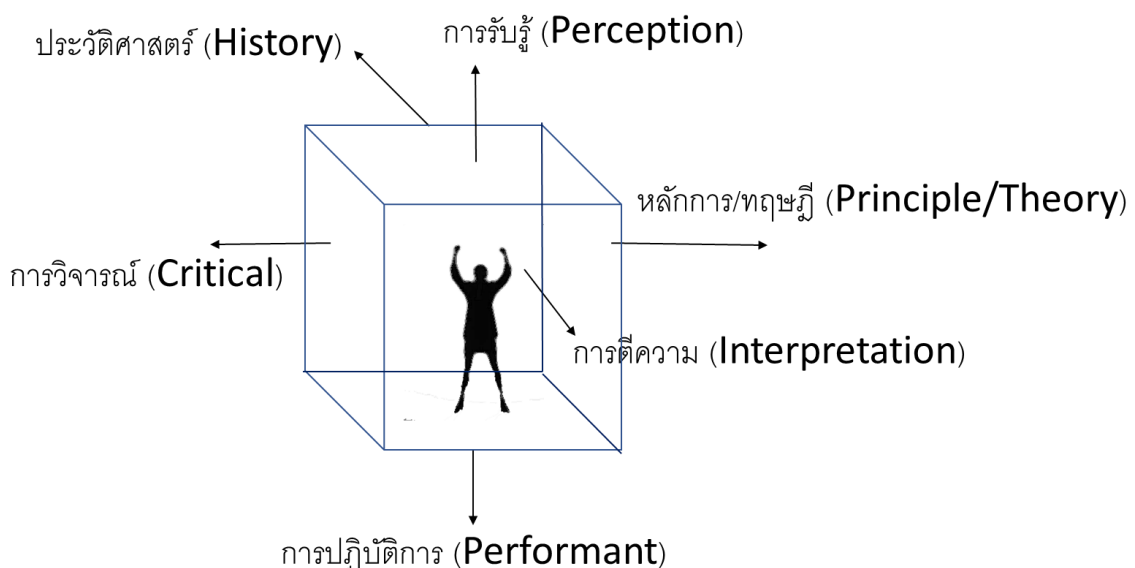 การรับรู้ (Perception)
ประวัติศาสตร์ (History)
หลักการ/ทฤษฎี (Principle/Theory)
การวิจารณ์ (Critical)
การตีความ (Interpretation)
การปฏิบัติการ (Performant)